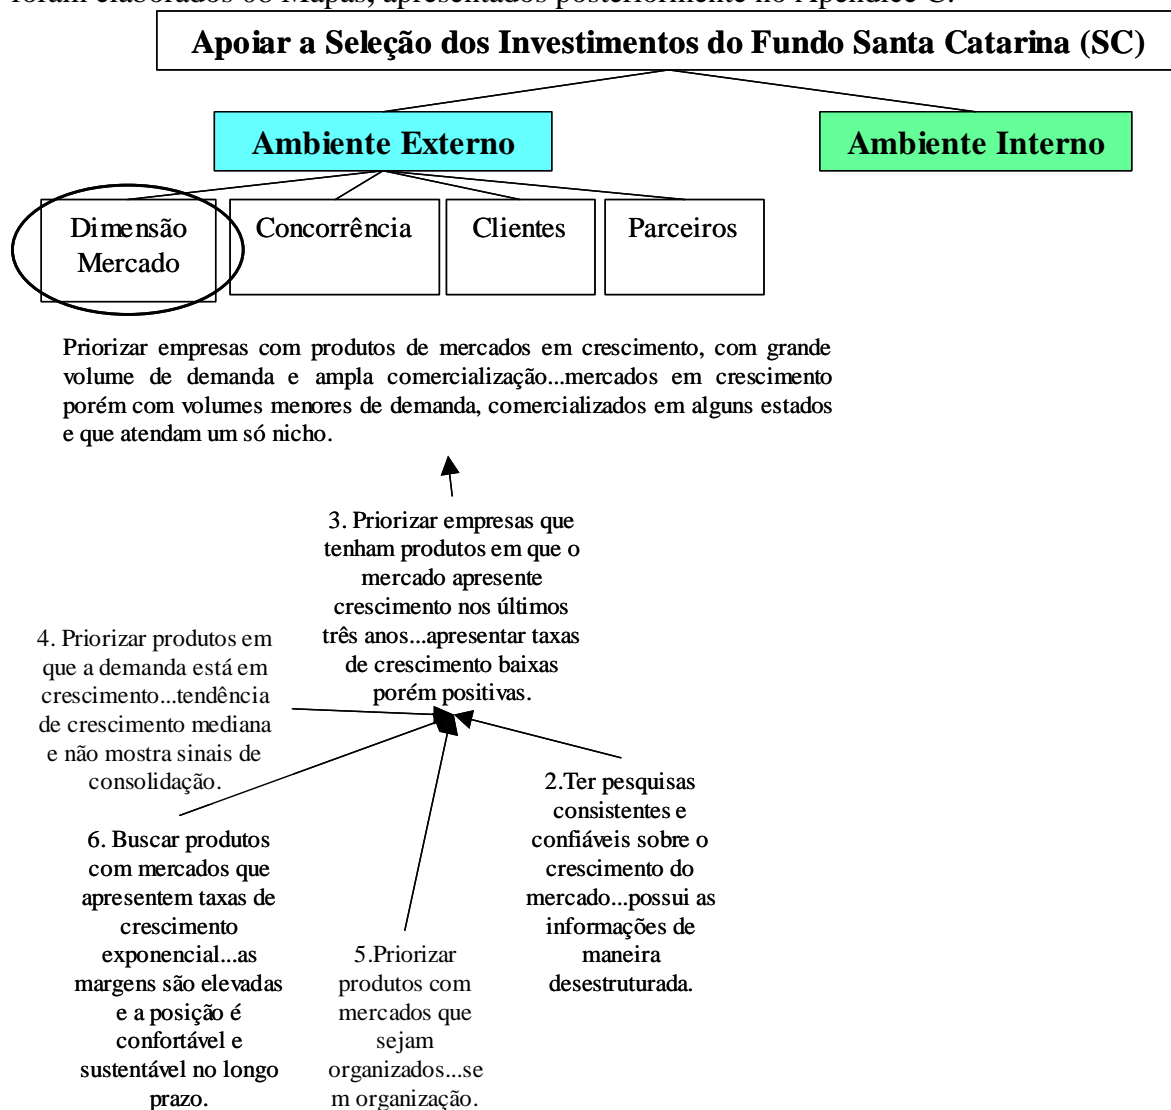 foram elaborados 08 Mapas, apresentados posteriormente no Apêndice C.
Apoiar a Seleção dos Investimentos do Fundo Santa Catarina (SC)
Ambiente Externo
Ambiente Interno
Dimensão
Mercado
Concorrência
Clientes
Parceiros
Priorizar empresas com produtos de mercados em crescimento, com grande
volume de demanda e ampla comercialização...mercados em crescimento
porém com volumes menores de demanda, comercializados em alguns estados
e que atendam um só nicho.
3. Priorizar empresas que
tenham produtos em que o
mercado apresente
crescimento nos últimos
três anos...apresentar taxas
de crescimento baixas
porém positivas.
4. Priorizar produtos em
que a demanda está em
crescimento...tendência
de crescimento mediana
e não mostra sinais de
consolidação.
6. Buscar produtos
com mercados que
apresentem taxas de
crescimento
exponencial...as
margens são elevadas
e a posição é
confortável e
sustentável no longo
prazo.
5.Priorizar
produtos com
mercados que
sejam
organizados...se
m organização.
2.Ter pesquisas
consistentes e
confiáveis sobre o
crescimento do
mercado...possui as
informações de
maneira
desestruturada.